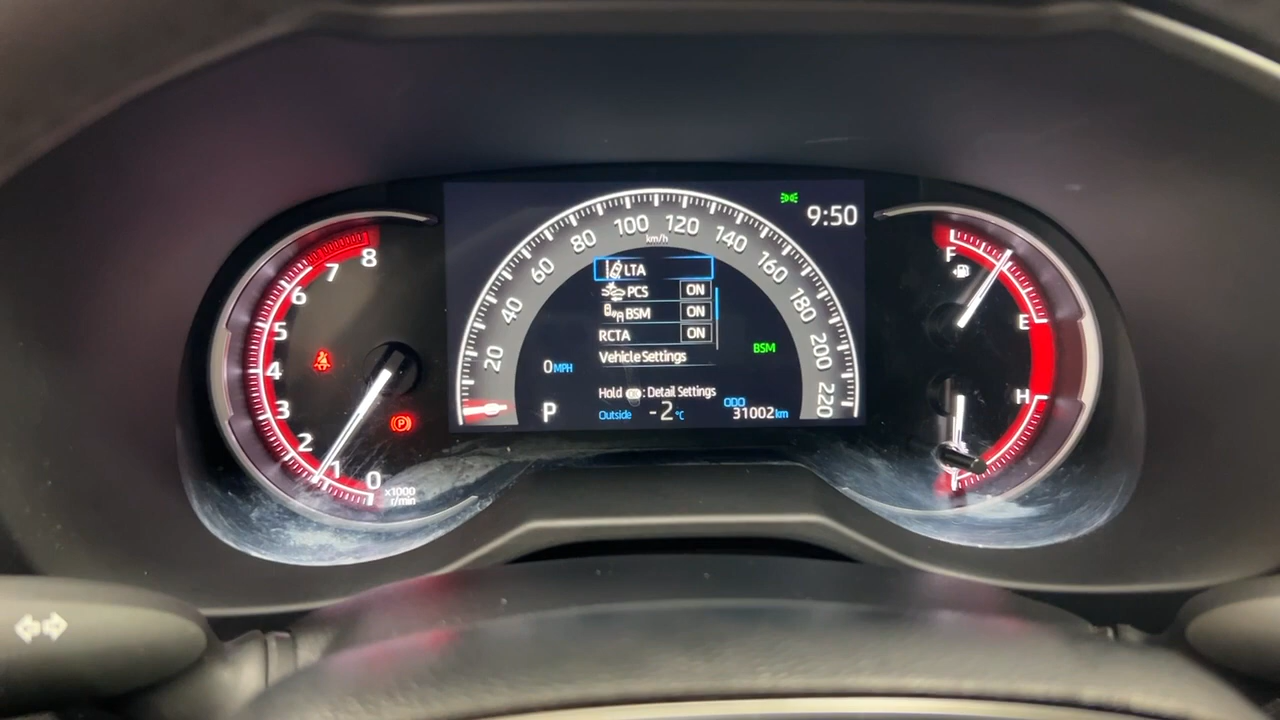 8
7
6
5
4
3
2
1
0
x1000
r/min
P
9:50
20
40
60
80
100
120
140
160
180
200
220
km/h
LTA
PCS ON
BSM ON
RCTA ON
Vehicle Settings
0 MPH
BSM
Hold OK : Detail Settings
P
Outside -2 °C
ODO
31002 km
F
E
H